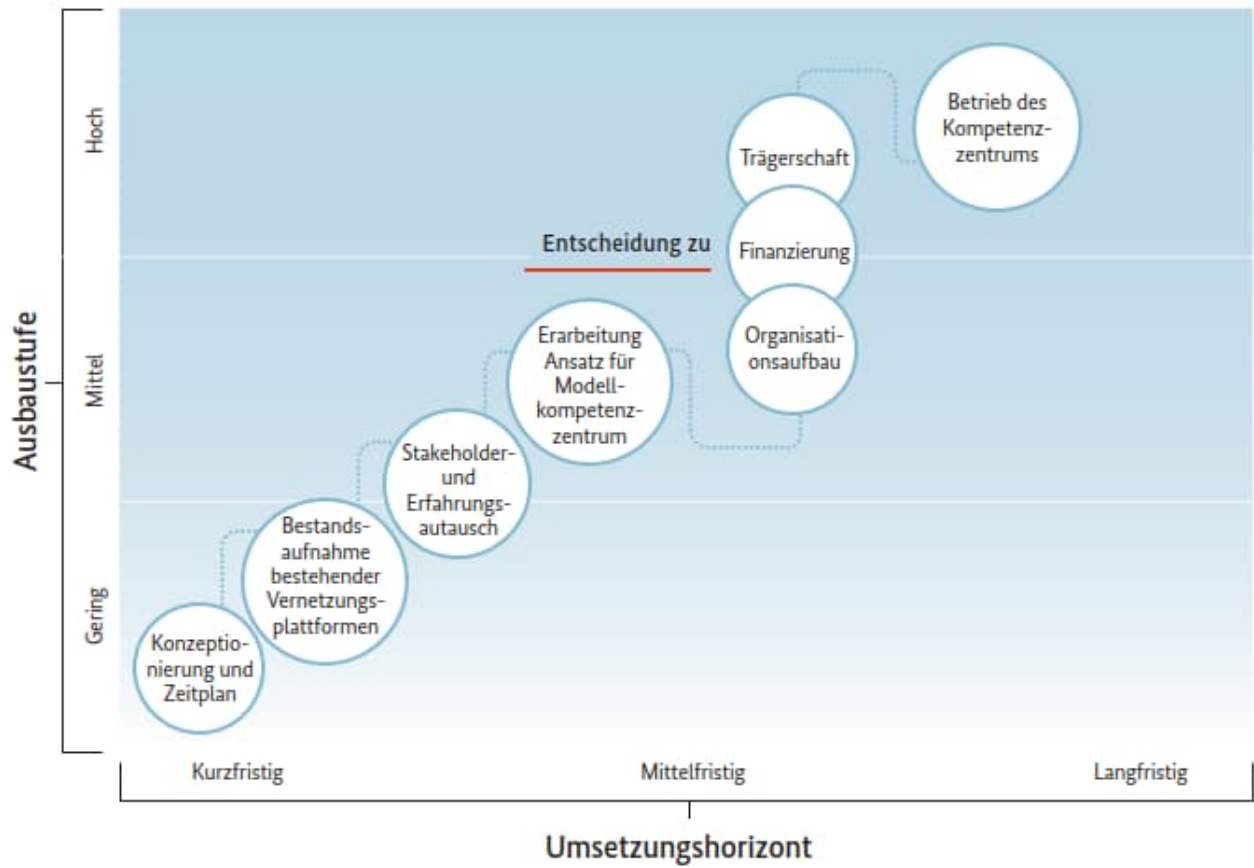 Ausbaustufe
Hoch
Mittel
Gering
Betrieb des
Kompetenz-
zentrums
Trägerschaft
Entscheidung zu
Finanzierung
Organisati-
onsaufbau
Erarbeitung
Ansatz für
Modell-
kompetenz-
zentrum
Stakeholder-
und
Erfahrungs-
autausch
Bestands-
aufnahme
bestehender
Vernetzungs-
plattformen
Konzeptio-
nierung und
Zeitplan
Kurzfristig
Mittelfristig
Langfristig
Umsetzungshorizont